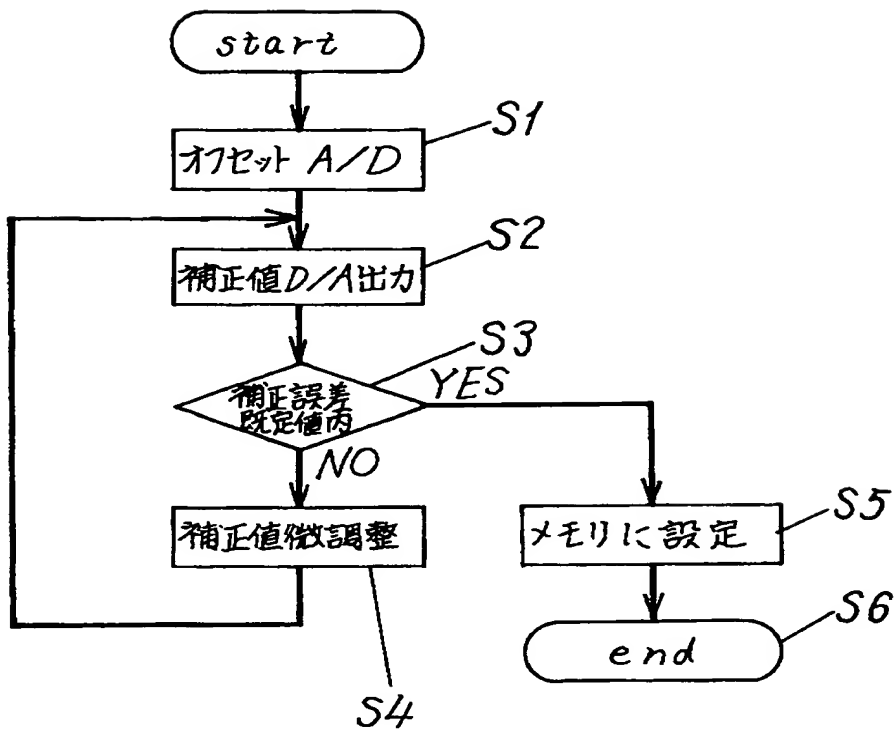 start
S1
オフセット A/D
S2
補正値D/A出力
S3
補正誤差
既定値内
YES
NO
補正値微調整
S4
メモリに設定
S5
end
S6